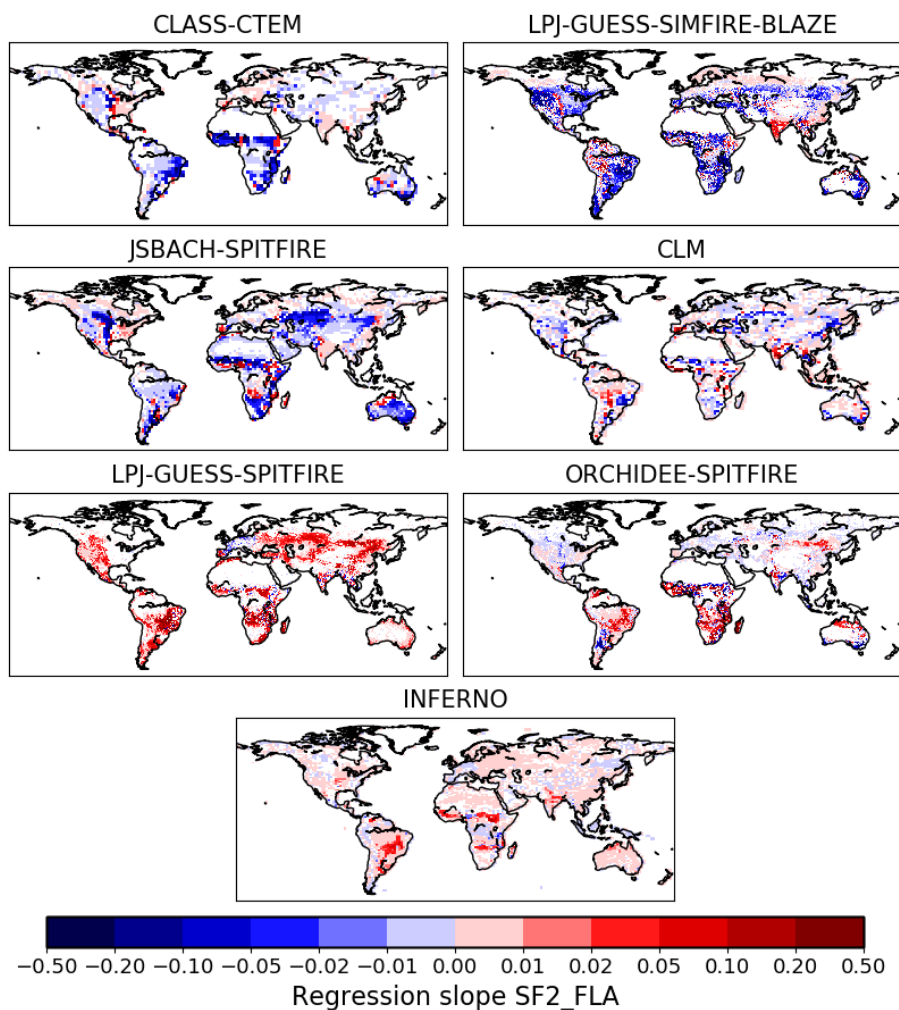 CLASS-CTEM
LPJ-GUESS-SIMFIRE-BLAZE
JSBACH-SPITFIRE
CLM
LPJ-GUESS-SPITFIRE
ORCHIDEE-SPITFIRE
INFERNO
−0.50 −0.20 −0.10 −0.05 −0.02 −0.01 0.00 0.01 0.02 0.05 0.10 0.20 0.50
Regression slope SF2_FLA